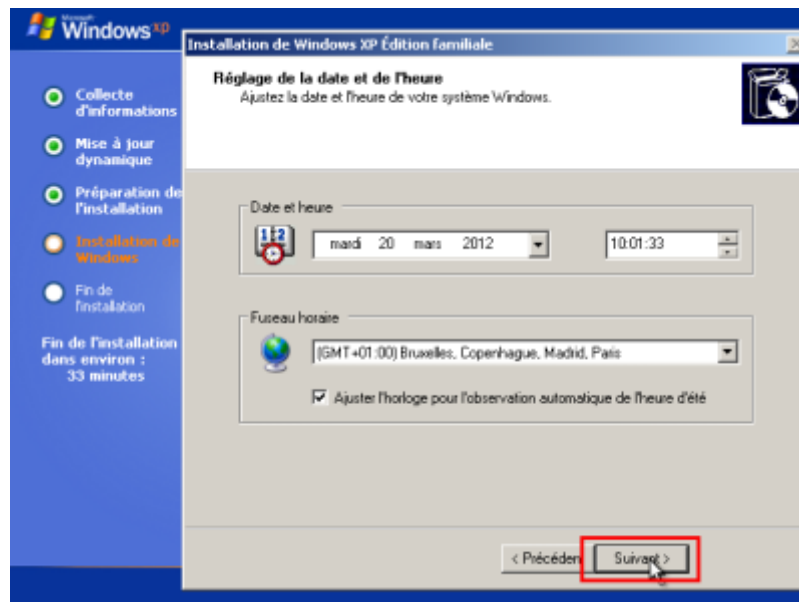 Microsoft
Windows xp
Installation de Windows XP Édition familiale
Réglage de la date et de l'heure
Ajustez la date et l'heure de votre système Windows.
Collecte
d'informations
Mise à jour
dynamique
Préparation de
l'installation
Installation de
Windows
Fin de
l'installation
Fin de l'installation
dans environ :
33 minutes
Date et heure
mardi 20 mars 2012
10:01:33
Fuseau horaire
(GMT+01:00) Bruxelles, Copenhague, Madrid, Paris
Ajuster l'horloge pour l'observation automatique de l'heure d'été
< Précéden
Suivant >